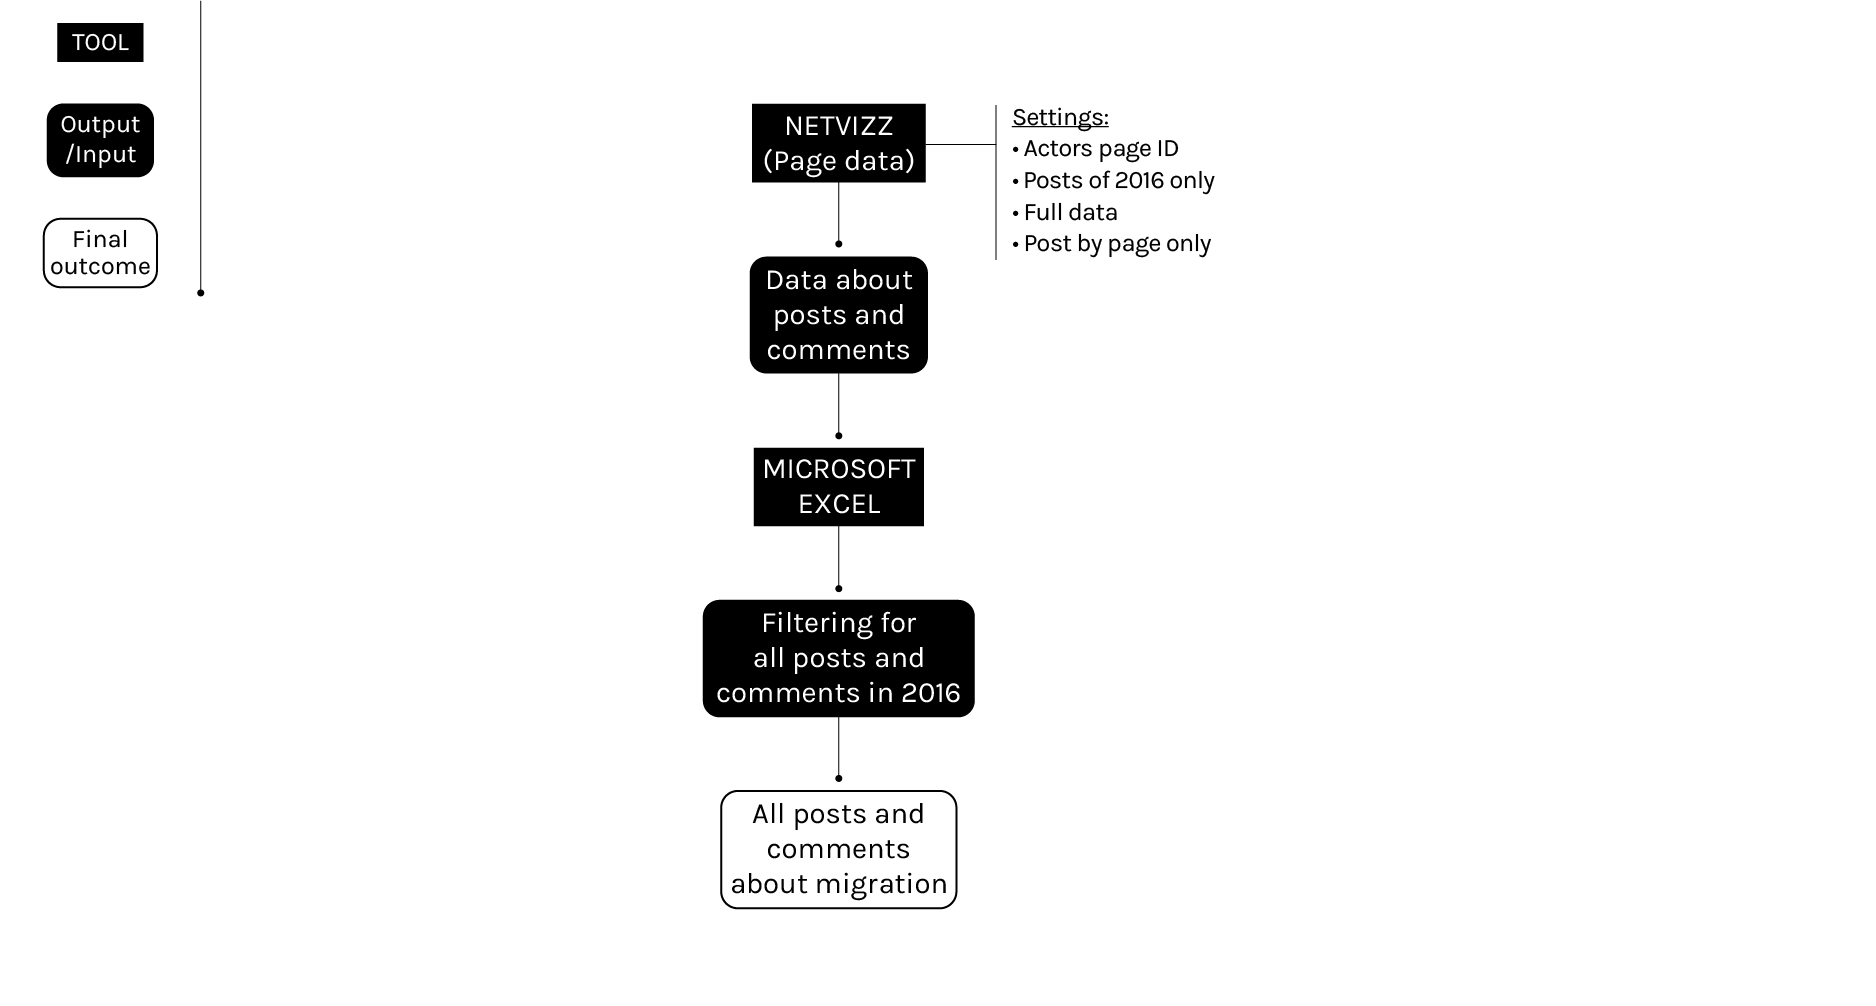 TOOL
Output
/Input
Final
outcome
NETVIZZ
(Page data)
Settings:
• Actors page ID
• Posts of 2016 only
• Full data
• Post by page only
Data about
posts and
comments
MICROSOFT
EXCEL
Filtering for
all posts and
comments in 2016
All posts and
comments
about migration